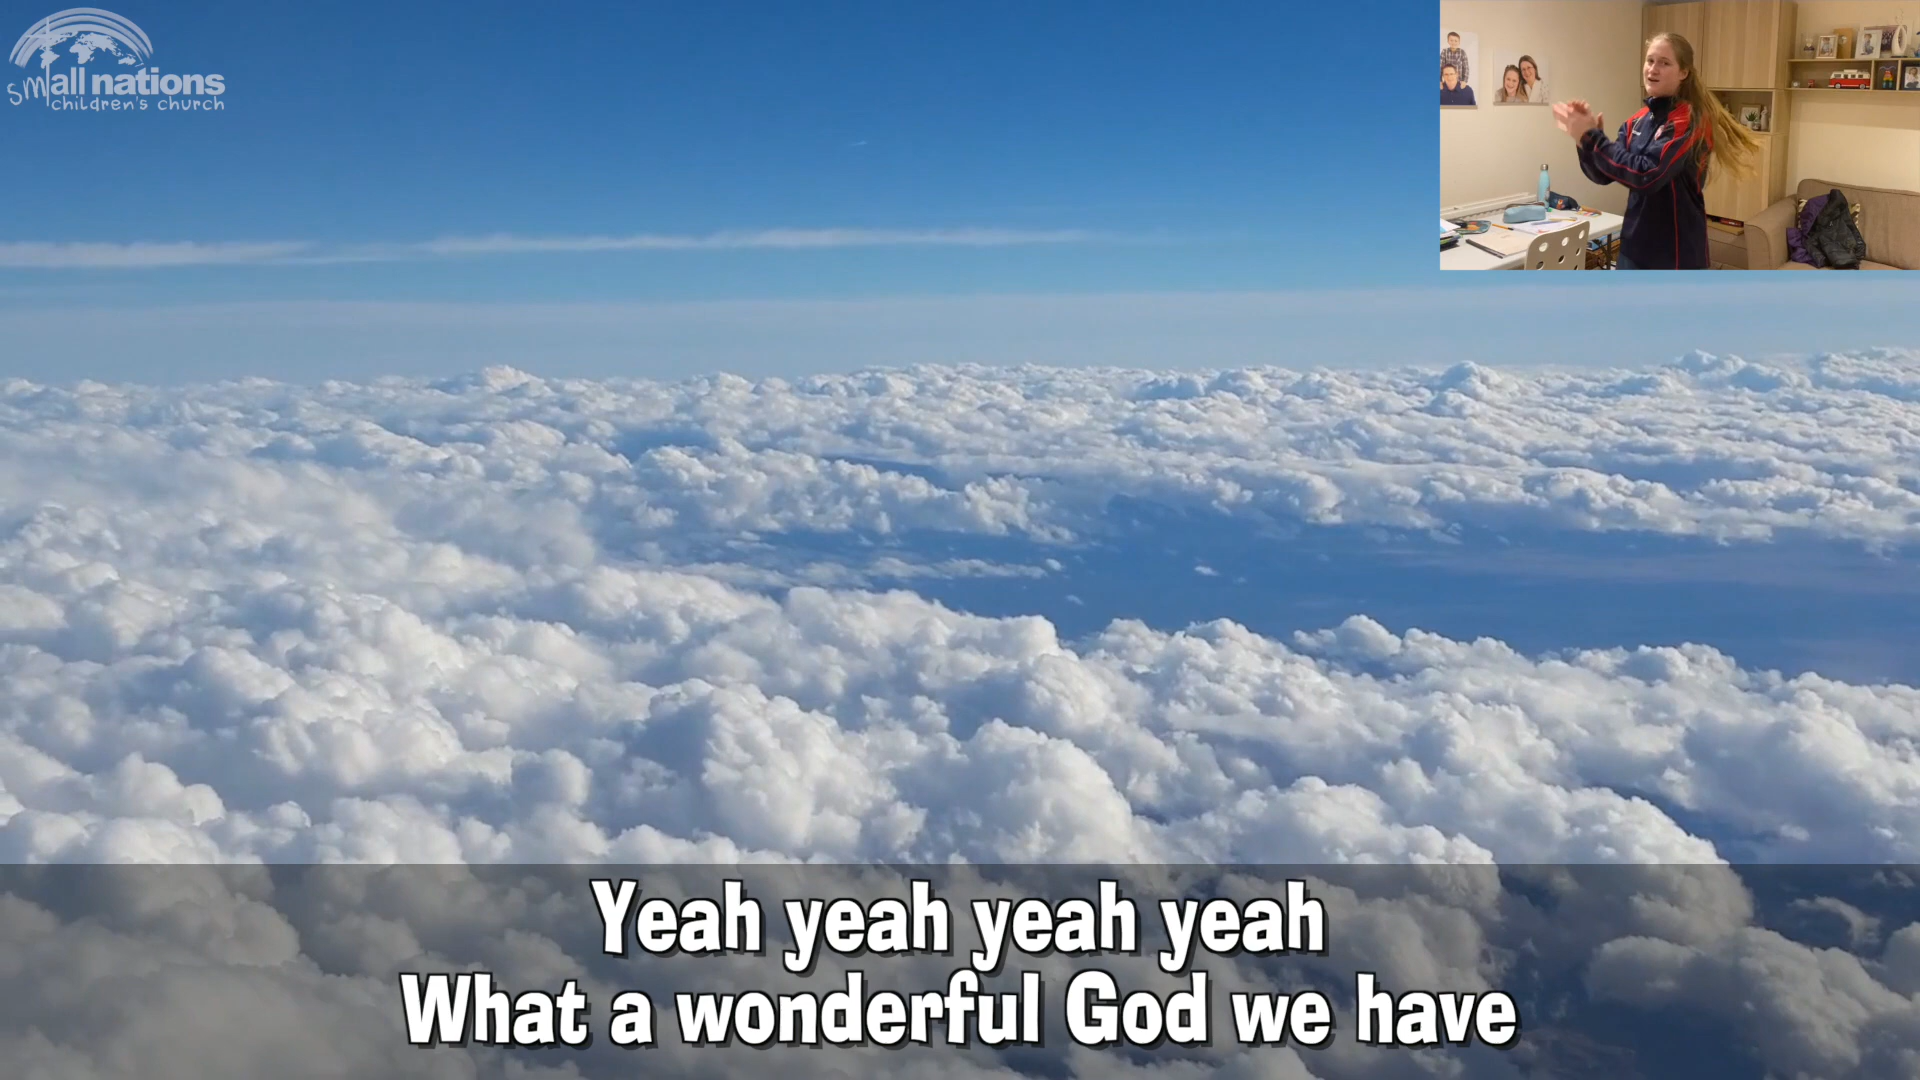 small nations
children's church
Yeah yeah yeah yeah
What a wonderful God we have